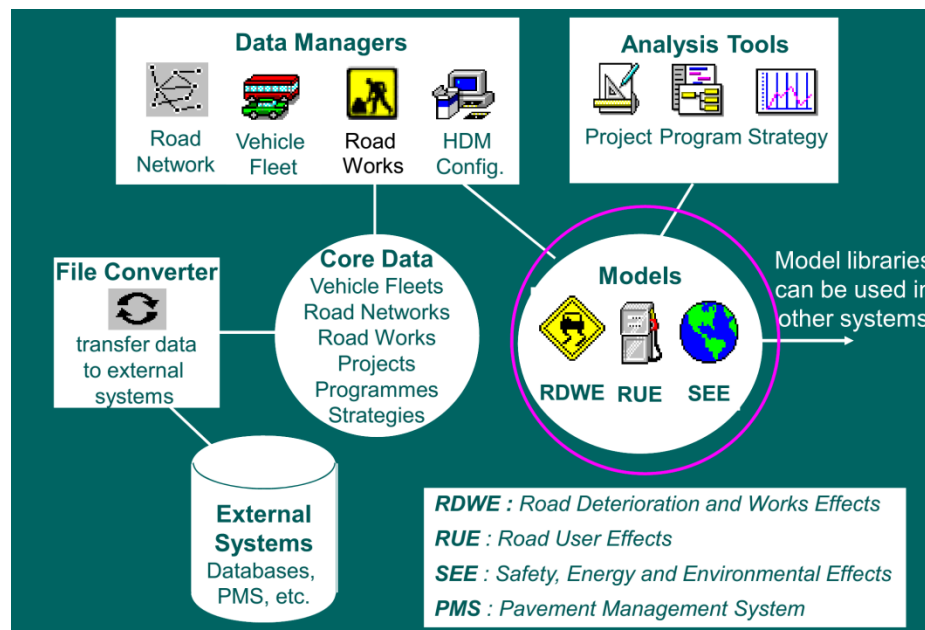 Data Managers
Road
Network
Vehicle
Fleet
Road
Works
HDM
Config.
Analysis Tools
Project Program Strategy
File Converter
transfer data
to external
systems
Core Data
Vehicle Fleets
Road Networks
Road Works
Projects
Programmes
Strategies
Models
RDWE RUE SEE
Model libraries
can be used in
other systems
External
Systems
Databases,
PMS, etc.
RDWE : Road Deterioration and Works Effects
RUE : Road User Effects
SEE : Safety, Energy and Environmental Effects
PMS : Pavement Management System